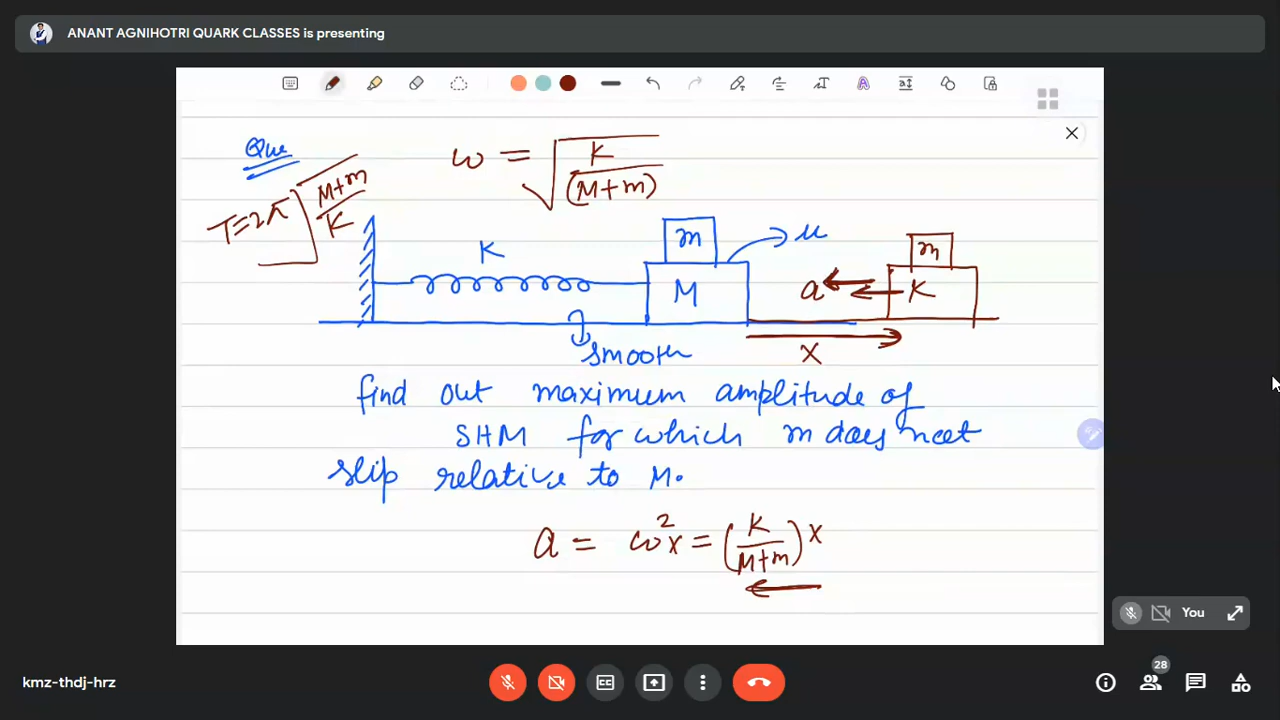 ANANT AGNIHOTRI QUARK CLASSES is presenting
Que
ω = √(K/(M+m))
T=2π√(M+m/K)
K
m
μ
M
m
a
K
smooth
x
find out maximum amplitude of
SHM for which m does not
slip relative to M.
a = ω²x = (K/M+m)x
You
kmz-thdj-hrz
28